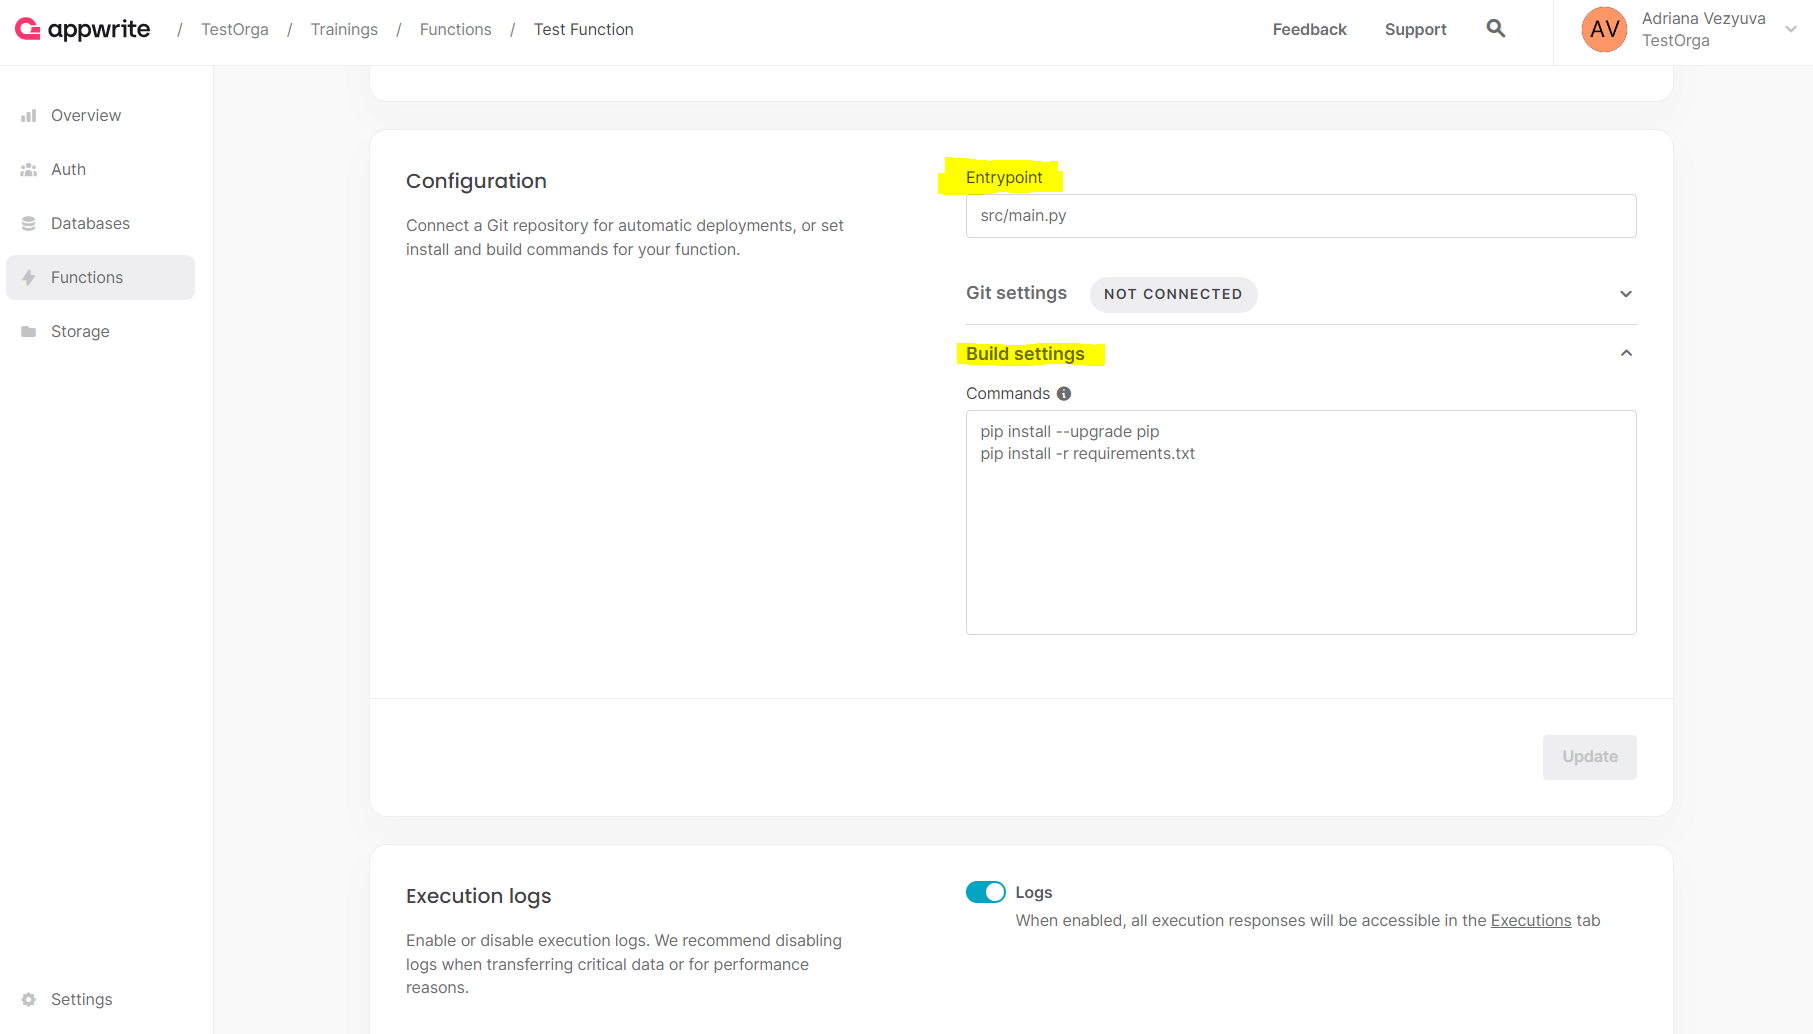 appwrite / TestOrga / Trainings / Functions / Test Function
Feedback Support
AV
Adriana Vezyuva
TestOrga
Overview
Auth
Databases
Functions
Storage
Settings
Configuration
Connect a Git repository for automatic deployments, or set
install and build commands for your function.
Entrypoint
src/main.py
Git settings NOT CONNECTED
Build settings
Commands
pip install --upgrade pip
pip install -r requirements.txt
Update
Execution logs
Enable or disable execution logs. We recommend disabling
logs when transferring critical data or for performance
reasons.
Logs
When enabled, all execution responses will be accessible in the Executions tab